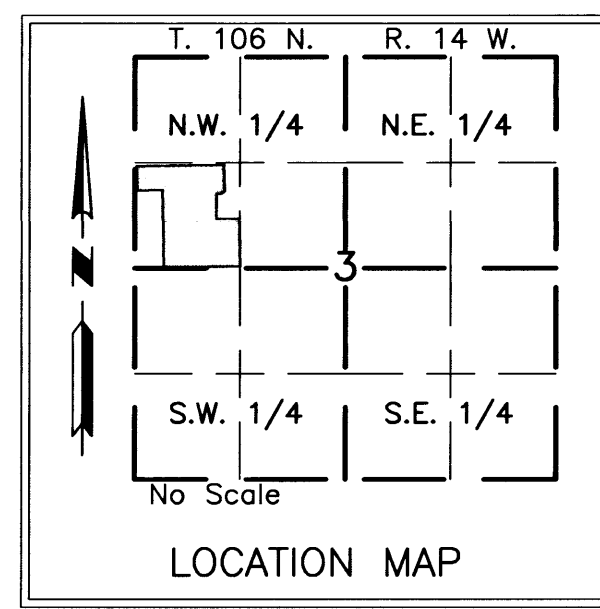 T. 106 N. R. 14 W.
N.W. 1/4 N.E. 1/4
N
3
S.W. 1/4 S.E. 1/4
No Scale
LOCATION MAP